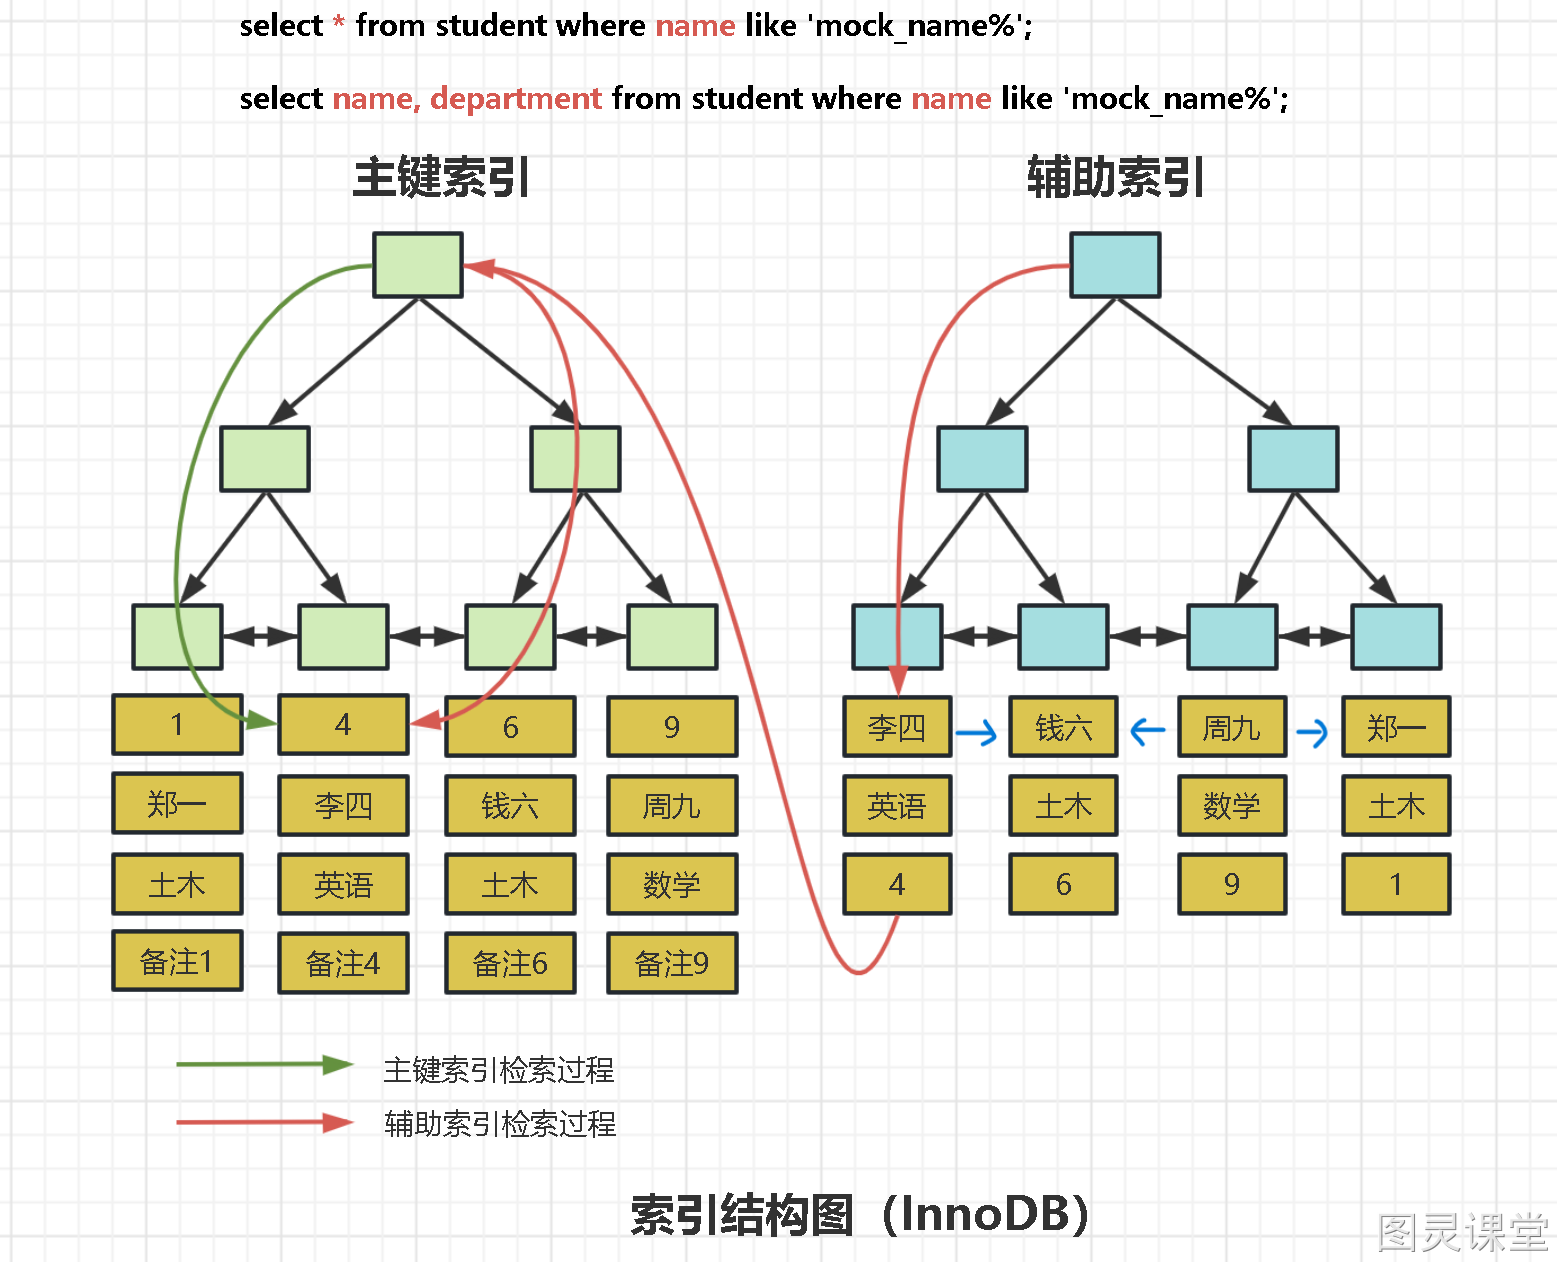 select * from student where name like 'mock_name%';
select name, department from student where name like 'mock_name%';
主键索引 辅助索引
1 4 6 9 李四 钱六 周九 郑一
郑一 李四 钱六 周九 英语 土木 数学 土木
土木 英语 土木 数学 4 6 9 1
备注1 备注4 备注6 备注9
主键索引检索过程
辅助索引检索过程
索引结构图（InnoDB）
图灵课堂